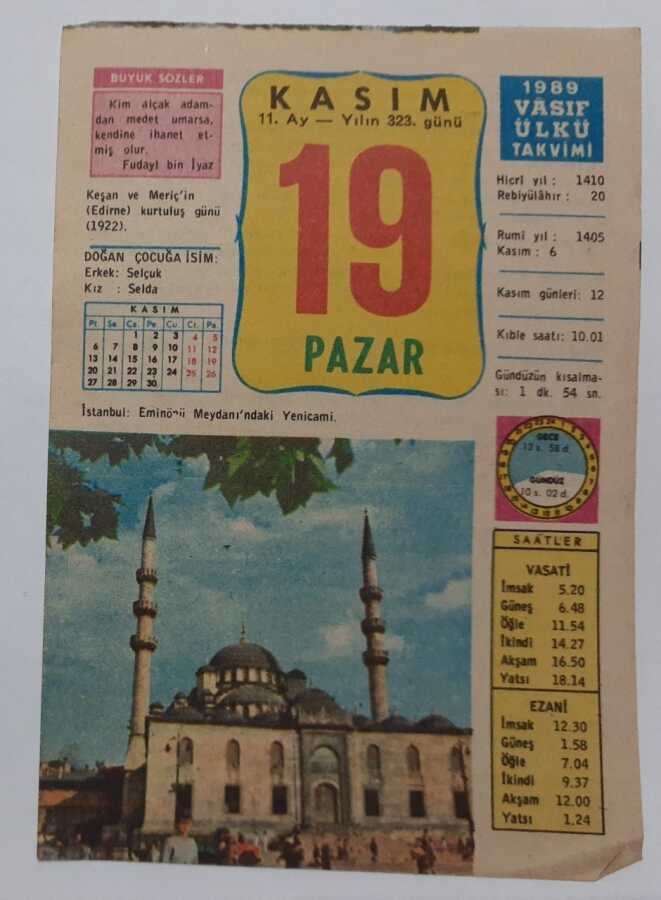 BÜYÜK SÖZLER
Kim alçak adam-
dan medet umarsa,
kendine ihanet et-
miş olur.
Fudayl bin İyaz
Keşan ve Meriç'in
(Edirne) kurtuluş günü
(1922).
DOĞAN ÇOCUĞA İSİM:
Erkek: Selçuk
Kız : Selda
KASIM
Pt. Sa. Ça. Pe. Cu. Ct. Pa.
1 2 3 4 5
6 7 8 9 10 11 12
13 14 15 16 17 18 19
20 21 22 23 24 25 26
27 28 29 30
KASIM
11. Ay — Yılın 323. günü
19
PAZAR
1989
VÂSIF
ÜLKÜ
TAKVİMİ
Hicrî yıl : 1410
Rebiyülâhır : 20
Rumî yıl : 1405
Kasım : 6
Kasım günleri: 12
Kıble saatı: 10.01
Gündüzün kısalma-
sı: 1 dk. 54 sn.
GECE
13 s. 58 d.
GÜNDÜZ
10 s. 02 d.
İstanbul: Eminönü Meydanı'ndaki Yenicami.
SAATLER
VASATİ
İmsak 5.20
Güneş 6.48
Öğle 11.54
İkindi 14.27
Akşam 16.50
Yatsı 18.14
EZANİ
İmsak 12.30
Güneş 1.58
Öğle 7.04
İkindi 9.37
Akşam 12.00
Yatsı 1.24